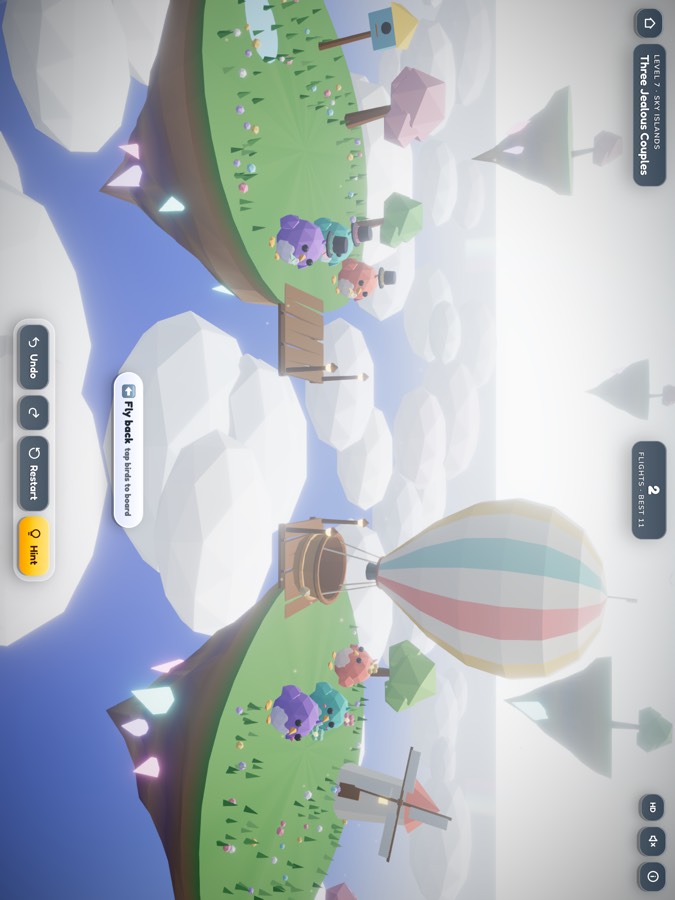 LEVEL 7 · SKY ISLANDS
Three Jealous Couples
2
FLIGHTS · BEST 11
HD
Fly back tap birds to board
Undo
Restart
Hint